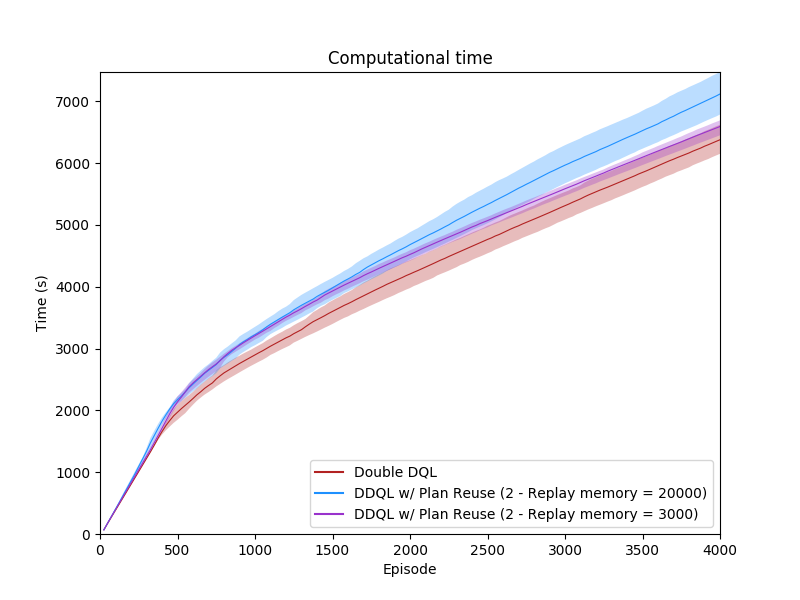 Computational time
7000
6000
5000
4000
3000
2000
1000
0
Time (s)
Double DQL
DDQL w/ Plan Reuse (2 - Replay memory = 20000)
DDQL w/ Plan Reuse (2 - Replay memory = 3000)
0 500 1000 1500 2000 2500 3000 3500 4000
Episode